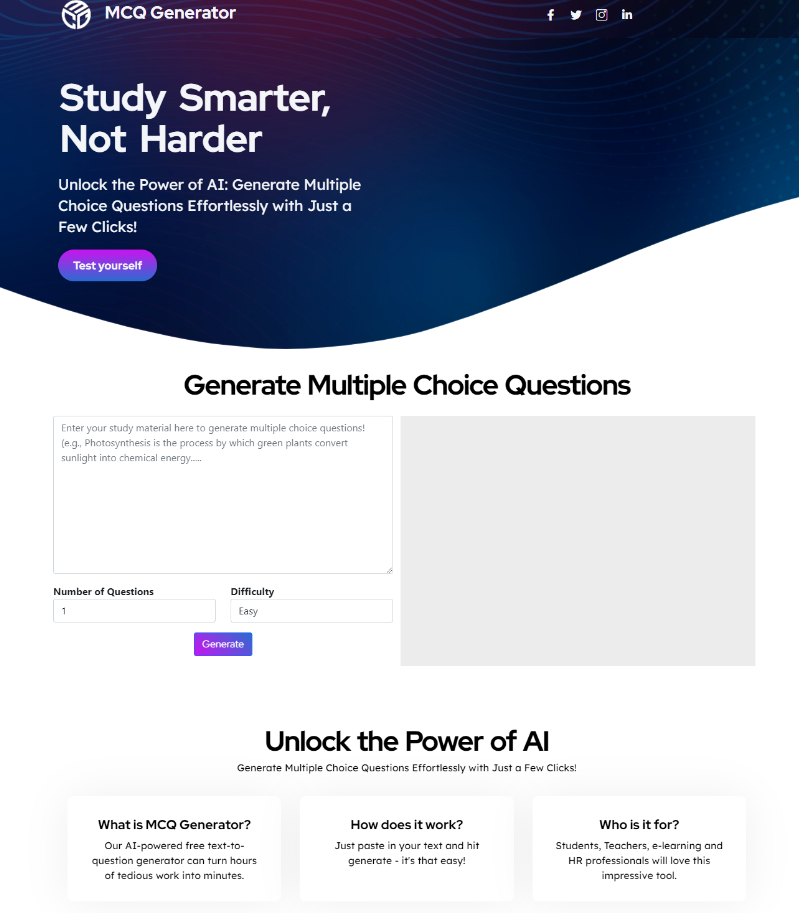 MCQ Generator
Study Smarter,
Not Harder
Unlock the Power of AI: Generate Multiple
Choice Questions Effortlessly with Just a
Few Clicks!
Test yourself
Generate Multiple Choice Questions
Enter your study material here to generate multiple choice questions!
(e.g., Photosynthesis is the process by which green plants convert
sunlight into chemical energy.....
Number of Questions
Difficulty
1
Easy
Generate
Unlock the Power of AI
Generate Multiple Choice Questions Effortlessly with Just a Few Clicks!
What is MCQ Generator?
Our AI-powered free text-to-
question generator can turn hours
of tedious work into minutes.
How does it work?
Just paste in your text and hit
generate - it's that easy!
Who is it for?
Students, Teachers, e-learning and
HR professionals will love this
impressive tool.